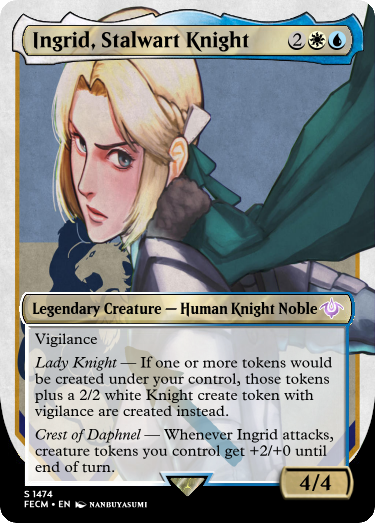 Ingrid, Stalwart Knight 2
Legendary Creature — Human Knight Noble
Vigilance
Lady Knight — If one or more tokens would
be created under your control, those tokens
plus a 2/2 white Knight create token with
vigilance are created instead.
Crest of Daphnel — Whenever Ingrid attacks,
creature tokens you control get +2/+0 until
end of turn.
4/4
S 1474
FECM • EN NANBUYASUMI